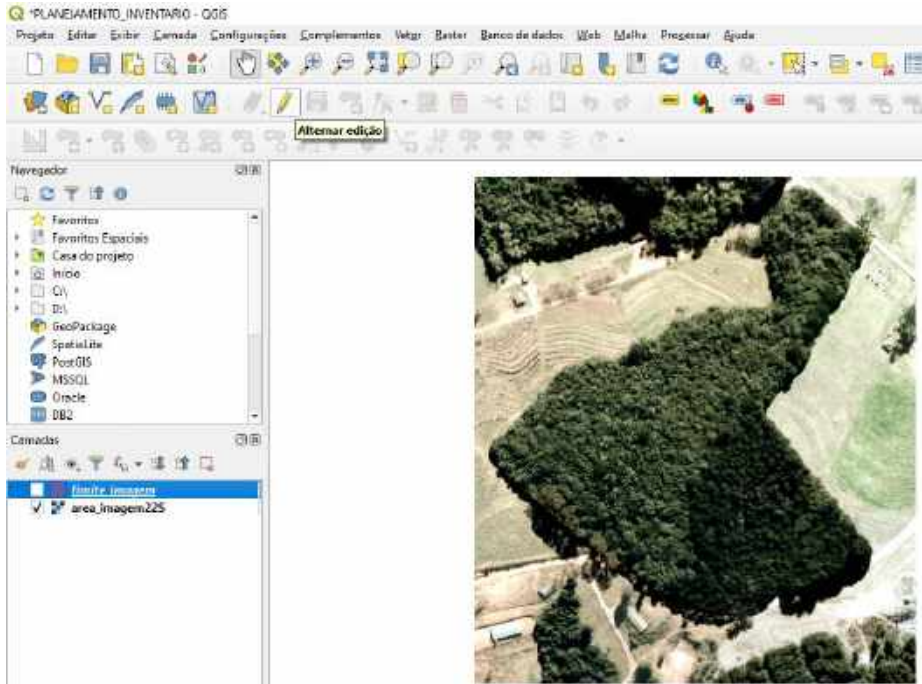 *PLANEJAMENTO_INVENTARIO - QGIS
Projeto Editar Exibir Camada Configurações Complementos Vetor Raster Banco de dados Web Malha Processar Ajuda
Alternar edição
Navegador
Favoritos
Favoritos Espaciais
Casa do projeto
Início
C:\
D:\
GeoPackage
SpatiaLite
PostGIS
MSSQL
Oracle
DB2
Camadas
limite_imagem
area_imagem225